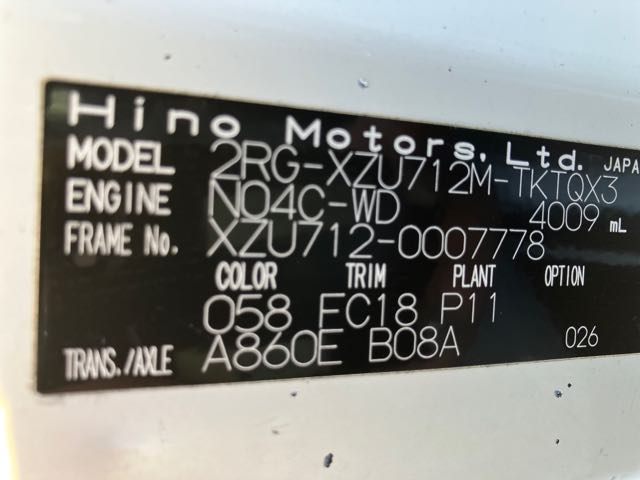 Hino Motors, Ltd. JAPA
MODEL 2RG-XZU712M-TKTQX3
ENGINE N04C-WD 4009 mL
FRAME No. XZU712-0007778
COLOR TRIM PLANT OPTION
058 FC18 P11
TRANS./AXLE A860E B08A 026